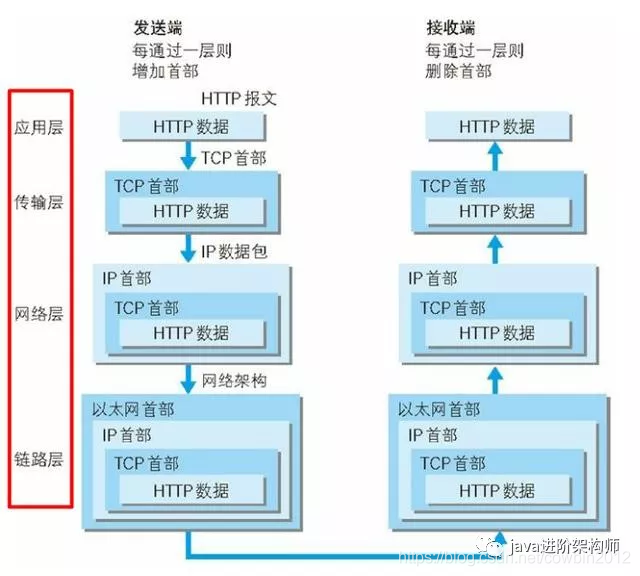 发送端
每通过一层则
增加首部
接收端
每通过一层则
删除首部
HTTP 报文
应用层
HTTP 数据
HTTP 数据
TCP 首部
传输层
TCP 首部
HTTP 数据
TCP 首部
HTTP 数据
IP 数据包
网络层
IP 首部
TCP 首部
HTTP 数据
IP 首部
TCP 首部
HTTP 数据
网络架构
链路层
以太网首部
IP 首部
TCP 首部
HTTP 数据
以太网首部
IP 首部
TCP 首部
HTTP 数据
java进阶架构师
https://blog.csdn.net/cowbin2012